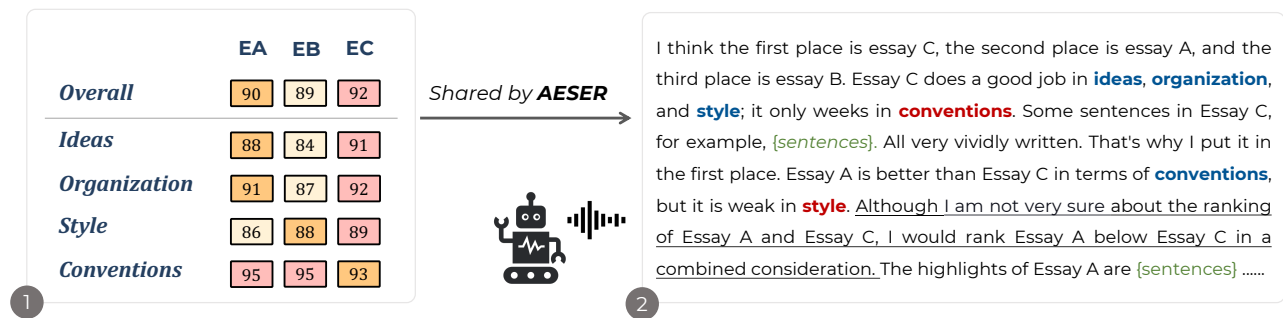 EA EB EC
Overall 90 89 92
Ideas 88 84 91
Organization 91 87 92
Style 86 88 89
Conventions 95 95 93
1
Shared by AESER
I think the first place is essay C, the second place is essay A, and the
third place is essay B. Essay C does a good job in ideas, organization,
and style; it only weeks in conventions. Some sentences in Essay C,
for example, {sentences}. All very vividly written. That's why I put it in
the first place. Essay A is better than Essay C in terms of conventions,
but it is weak in style. Although I am not very sure about the ranking
of Essay A and Essay C, I would rank Essay A below Essay C in a
combined consideration. The highlights of Essay A are {sentences} ......
2